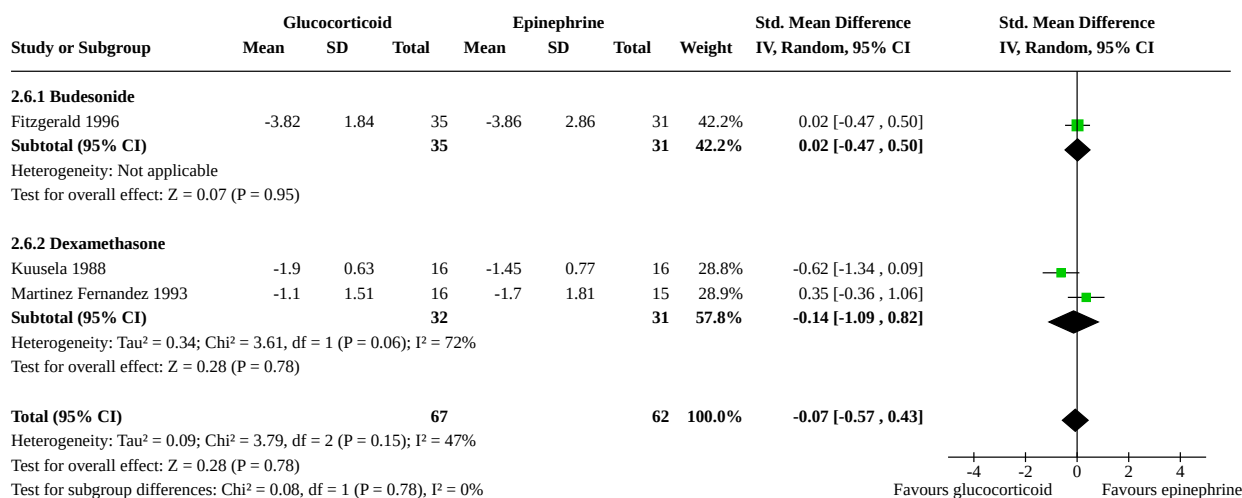 Glucocorticoid Epinephrine Std. Mean Difference Std. Mean Difference
Study or Subgroup Mean SD Total Mean SD Total Weight IV, Random, 95% CI IV, Random, 95% CI
2.6.1 Budesonide
Fitzgerald 1996 -3.82 1.84 35 -3.86 2.86 31 42.2% 0.02 [-0.47 , 0.50]
Subtotal (95% CI) 35 31 42.2% 0.02 [-0.47 , 0.50]
Heterogeneity: Not applicable
Test for overall effect: Z = 0.07 (P = 0.95)
2.6.2 Dexamethasone
Kuusela 1988 -1.9 0.63 16 -1.45 0.77 16 28.8% -0.62 [-1.34 , 0.09]
Martinez Fernandez 1993 -1.1 1.51 16 -1.7 1.81 15 28.9% 0.35 [-0.36 , 1.06]
Subtotal (95% CI) 32 31 57.8% -0.14 [-1.09 , 0.82]
Heterogeneity: Tau² = 0.34; Chi² = 3.61, df = 1 (P = 0.06); I² = 72%
Test for overall effect: Z = 0.28 (P = 0.78)
Total (95% CI) 67 62 100.0% -0.07 [-0.57 , 0.43]
Heterogeneity: Tau² = 0.09; Chi² = 3.79, df = 2 (P = 0.15); I² = 47%
Test for overall effect: Z = 0.28 (P = 0.78)
Test for subgroup differences: Chi² = 0.08, df = 1 (P = 0.78), I² = 0%
-4 -2 0 2 4
Favours glucocorticoid Favours epinephrine